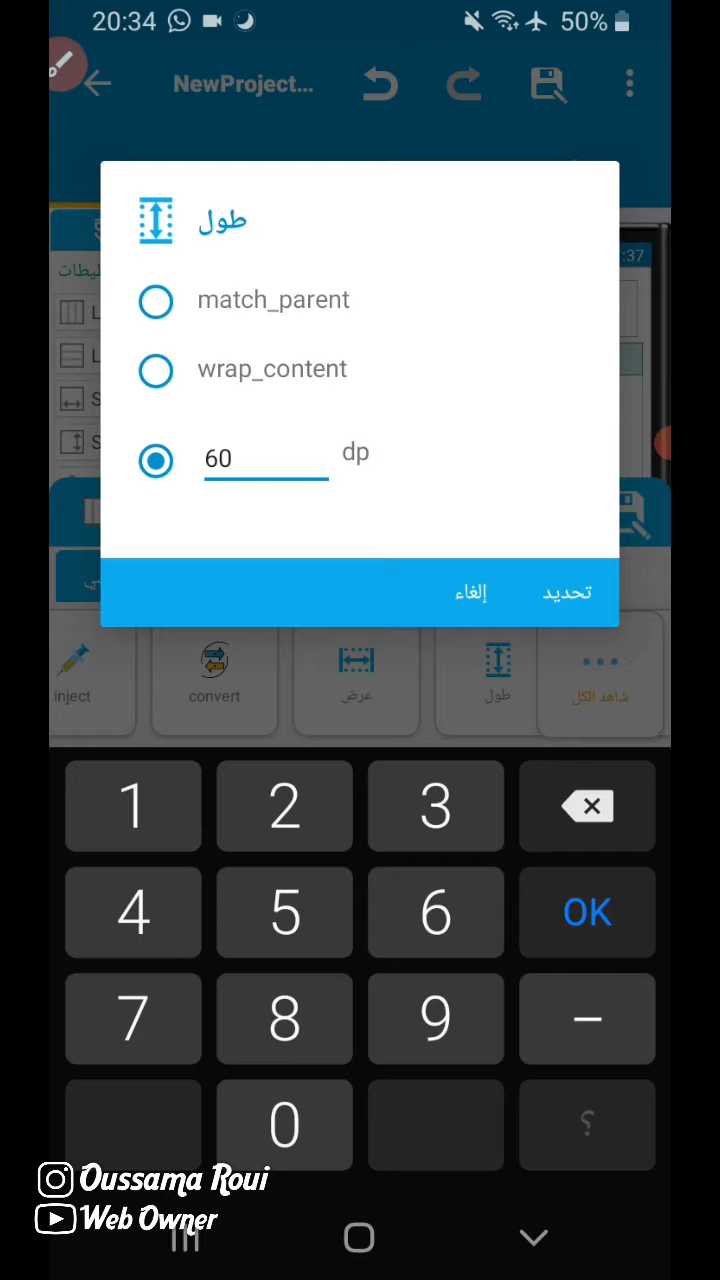 20:34 50%
NewProject...
:37
طول
match_parent
wrap_content
60 dp
إلغاء تحديد
inject convert عرض طول شاهد الكل
1 2 3
4 5 6 OK
7 8 9 –
0 ؟
Oussama Roui
Web Owner